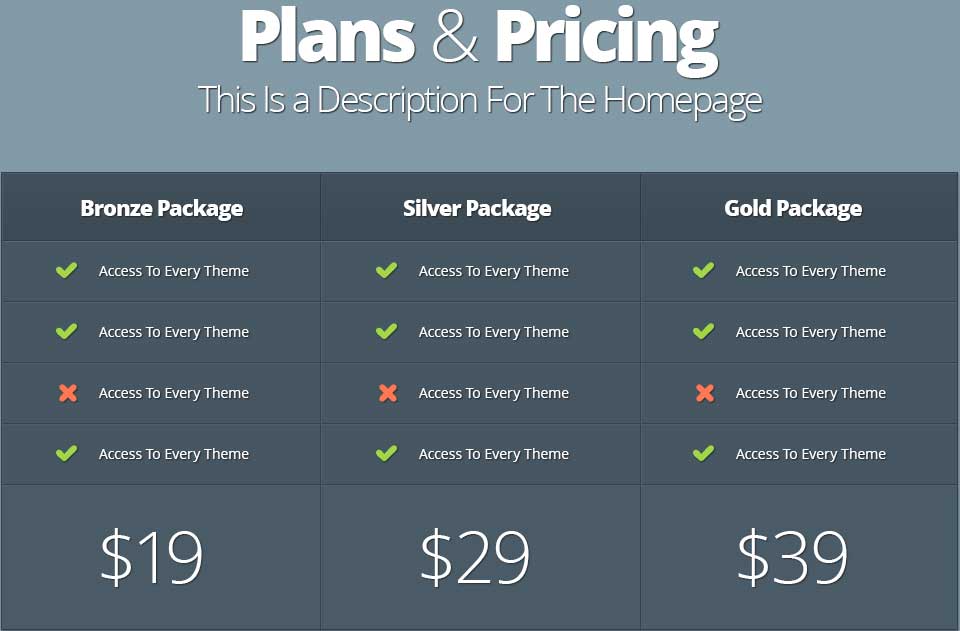 Plans & Pricing
This Is a Description For The Homepage
Bronze Package Silver Package Gold Package
Access To Every Theme Access To Every Theme Access To Every Theme
Access To Every Theme Access To Every Theme Access To Every Theme
Access To Every Theme Access To Every Theme Access To Every Theme
Access To Every Theme Access To Every Theme Access To Every Theme
$19 $29 $39